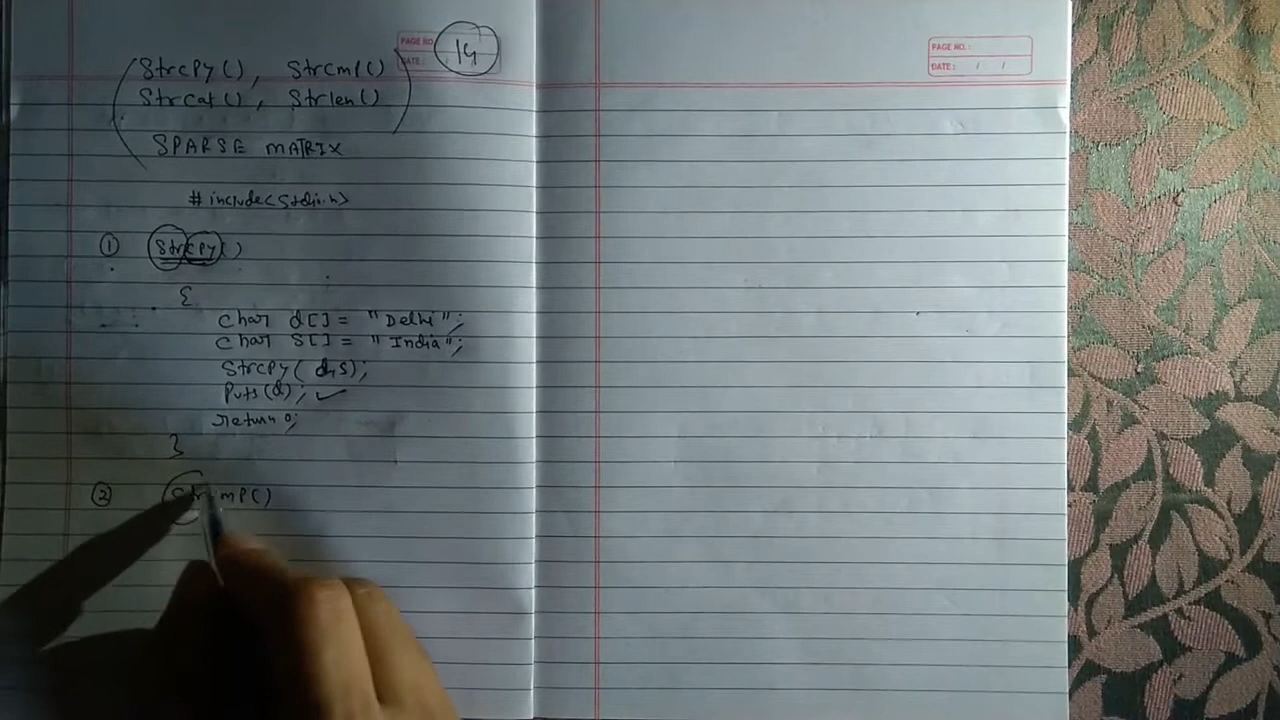 PAGE NO.
DATE:
14
StrcPy(), Strcmp()
Strcat(), Strlen()
SPARSE MATRIX
#include<Stdio.h>
① Strcpy()
{
char d[] = "Delhi";
char S[] = "India";
Strcpy( d,s);
Puts(d);
return 0;
}
② mP()
PAGE NO.:
DATE: / /